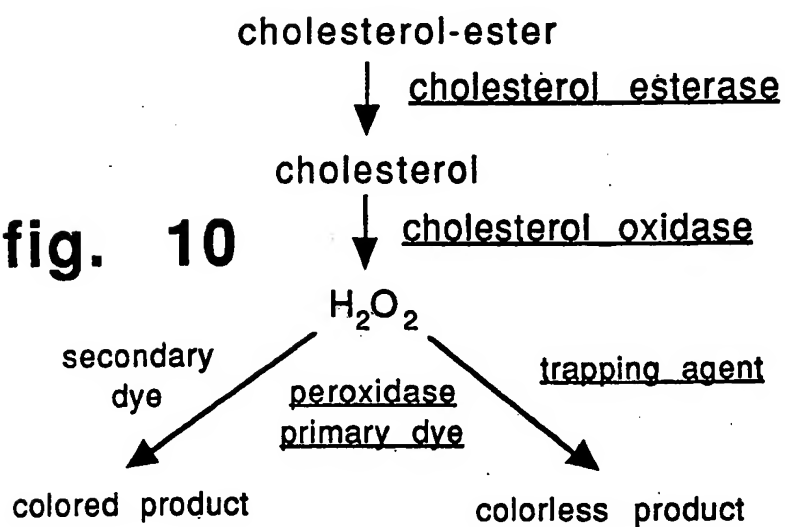 cholesterol-ester
cholesterol esterase
cholesterol
fig. 10
cholesterol oxidase
H₂O₂
secondary
dye
peroxidase
primary dye
trapping agent
colored product
colorless product